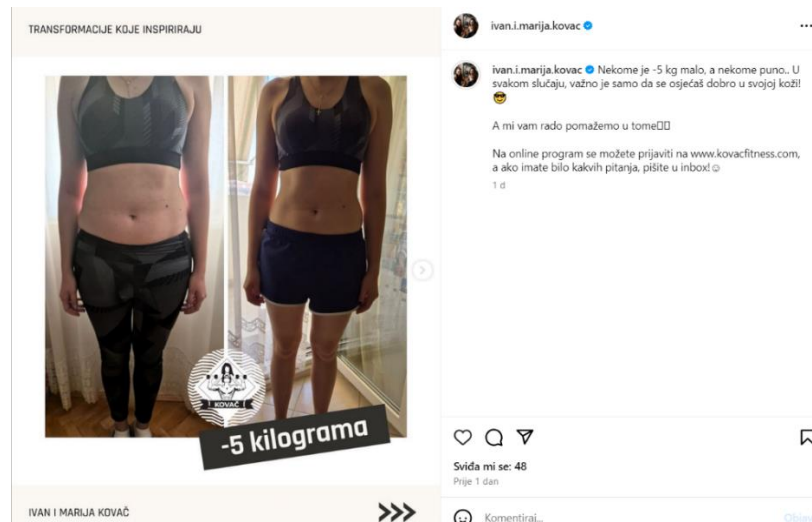 TRANSFORMACIJE KOJE INSPIRIRAJU
KOVAČ
-5 kilograma
IVAN I MARIJA KOVAČ
ivan.i.marija.kovac
ivan.i.marija.kovac Nekome je -5 kg malo, a nekome puno.. U
svakom slučaju, važno je samo da se osjećaš dobro u svojoj koži!
A mi vam rado pomažemo u tome
Na online program se možete prijaviti na www.kovacfitness.com,
a ako imate bilo kakvih pitanja, pišite u inbox!
1 d
Sviđa mi se: 48
Prije 1 dan
Komentiraj...